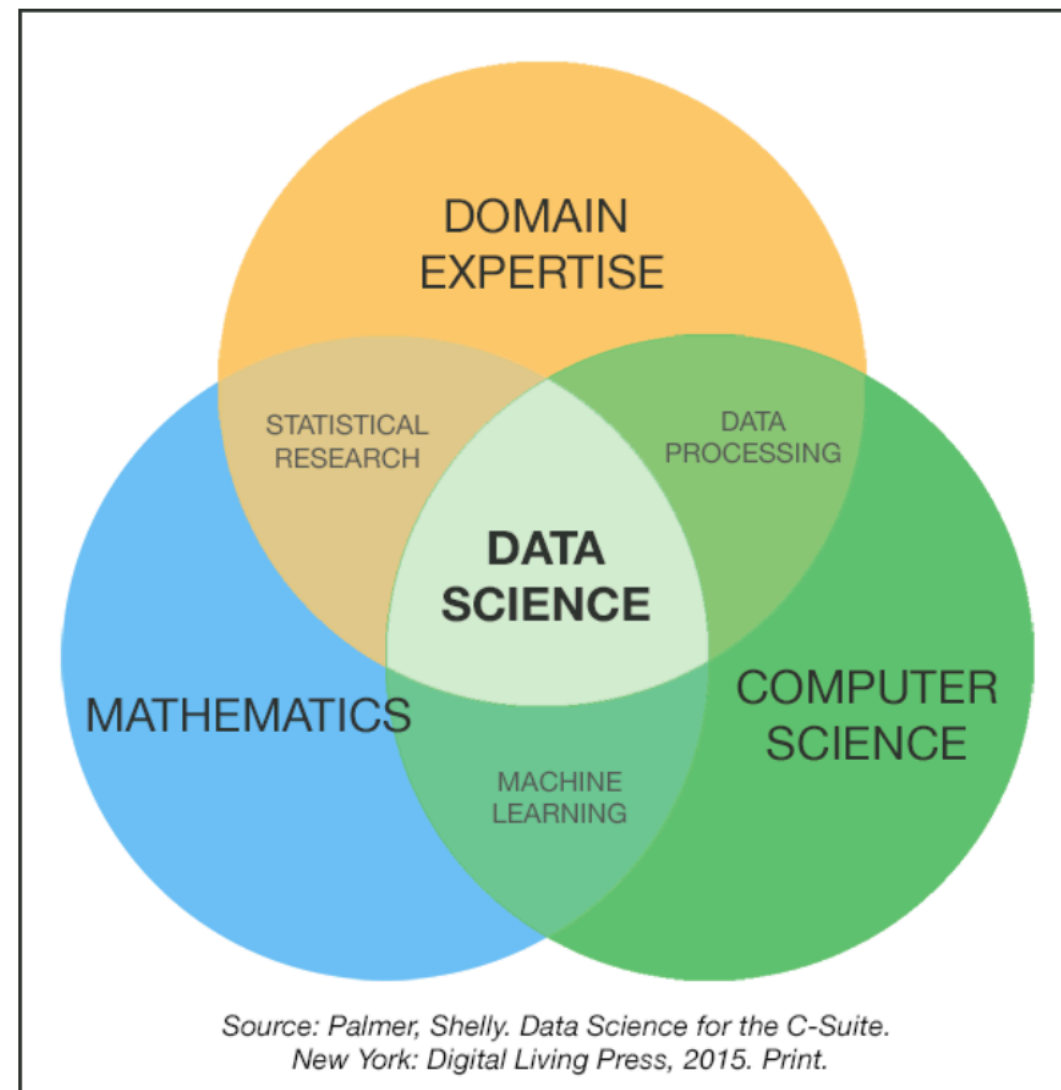 DOMAIN
EXPERTISE
STATISTICAL
RESEARCH
DATA
PROCESSING
DATA
SCIENCE
MATHEMATICS
COMPUTER
SCIENCE
MACHINE
LEARNING
Source: Palmer, Shelly. Data Science for the C-Suite.
New York: Digital Living Press, 2015. Print.